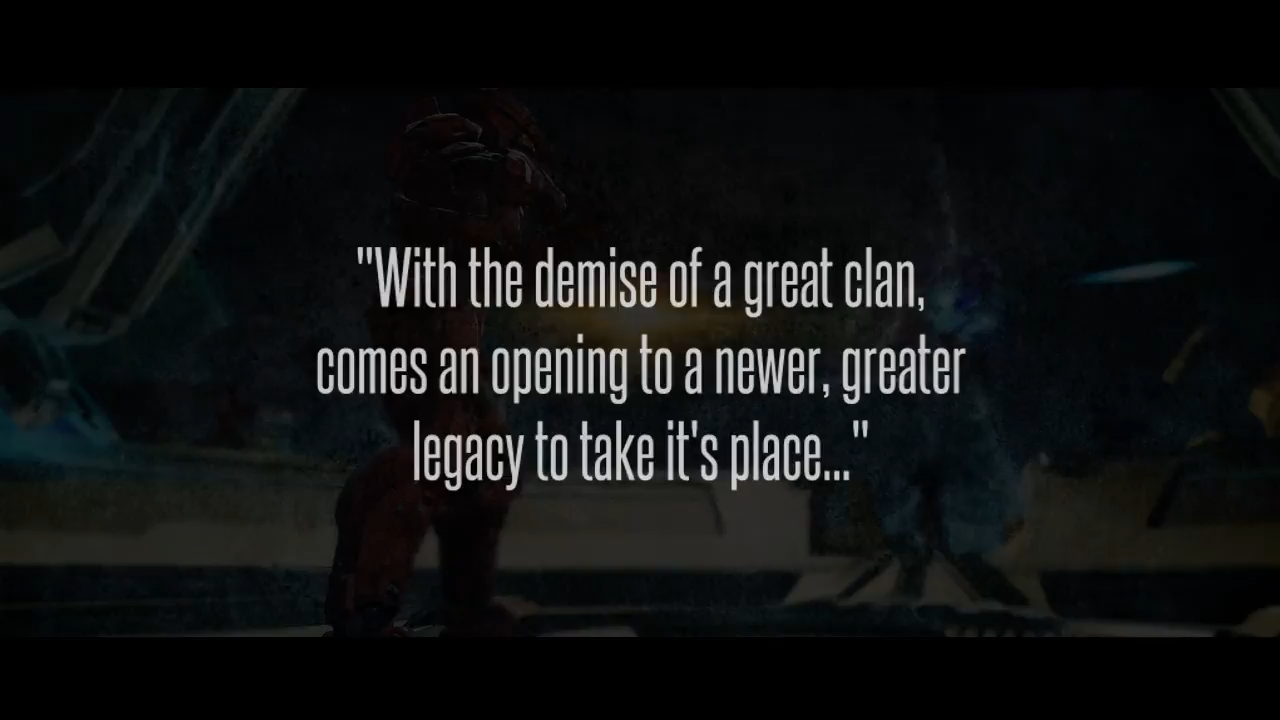 "With the demise of a great clan,
comes an opening to a newer, greater
legacy to take it's place..."